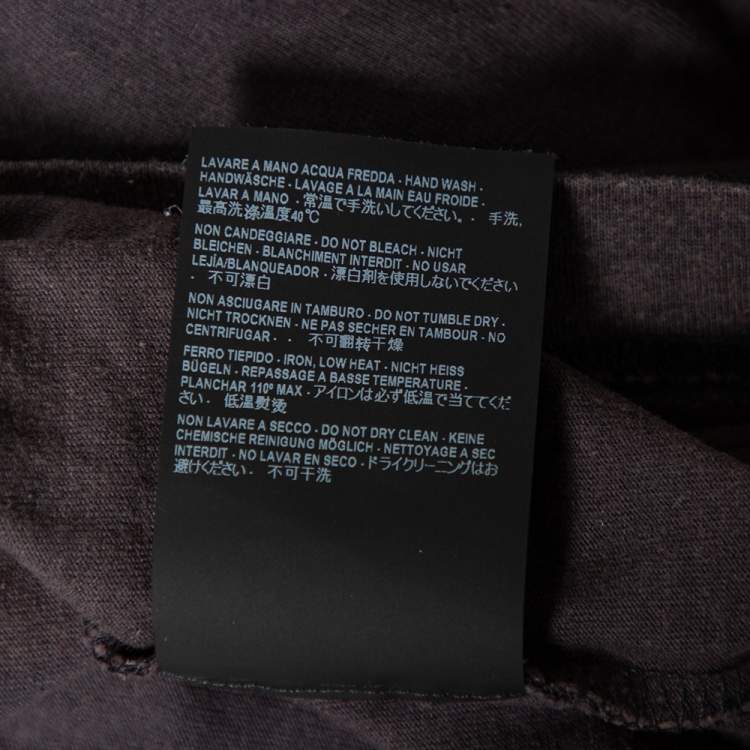 LAVARE A MANO ACQUA FREDDA - HAND WASH -
HANDWÄSCHE - LAVAGE A LA MAIN EAU FROIDE -
LAVAR A MANO - 常温で手洗いしてください。- 手洗,
最高洗涤温度40℃
NON CANDEGGIARE - DO NOT BLEACH - NICHT
BLEICHEN - BLANCHIMENT INTERDIT - NO USAR
LEJÍA/BLANQUEADOR - 漂白剤を使用しないでください
- 不可漂白
NON ASCIUGARE IN TAMBURO - DO NOT TUMBLE DRY -
NICHT TROCKNEN - NE PAS SECHER EN TAMBOUR - NO
CENTRIFUGAR - - 不可翻转干燥
FERRO TIEPIDO - IRON, LOW HEAT - NICHT HEISS
BÜGELN - REPASSAGE A BASSE TEMPERATURE -
PLANCHAR 110º MAX - アイロンは必ず低温で当ててくだ
さい - 低温熨烫
NON LAVARE A SECCO - DO NOT DRY CLEAN - KEINE
CHEMISCHE REINIGUNG MÖGLICH - NETTOYAGE A SEC
INTERDIT - NO LAVAR EN SECO - ドライクリーニングはお
避けください - 不可干洗